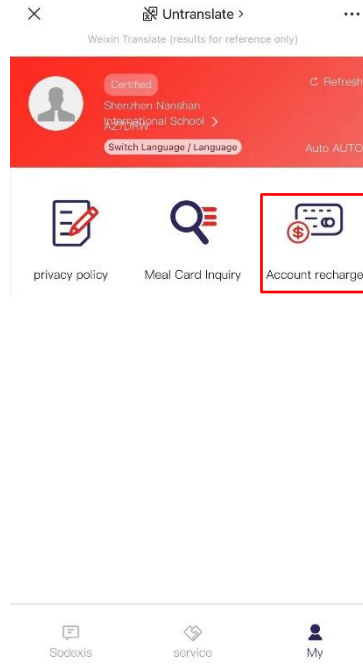 Untranslate >
Weixin Translate (results for reference only)
Certified
Refresh
Shenzhen Nanshan
International School >
Switch Language / Language
Auto AUTO
privacy policy
Meal Card Inquiry
Account recharge
Sodexis
service
My